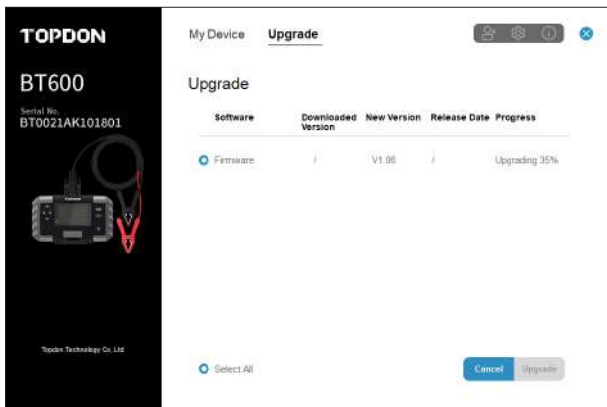 TOPDON
BT600
Serial No.
BT0021AK101801
TOPDON
Topdon Technology Co., Ltd
My Device Upgrade
Upgrade
Software Downloaded Version New Version Release Date Progress
Firmware / V1.06 / Upgrading 35%
Select All
Cancel Upgrade